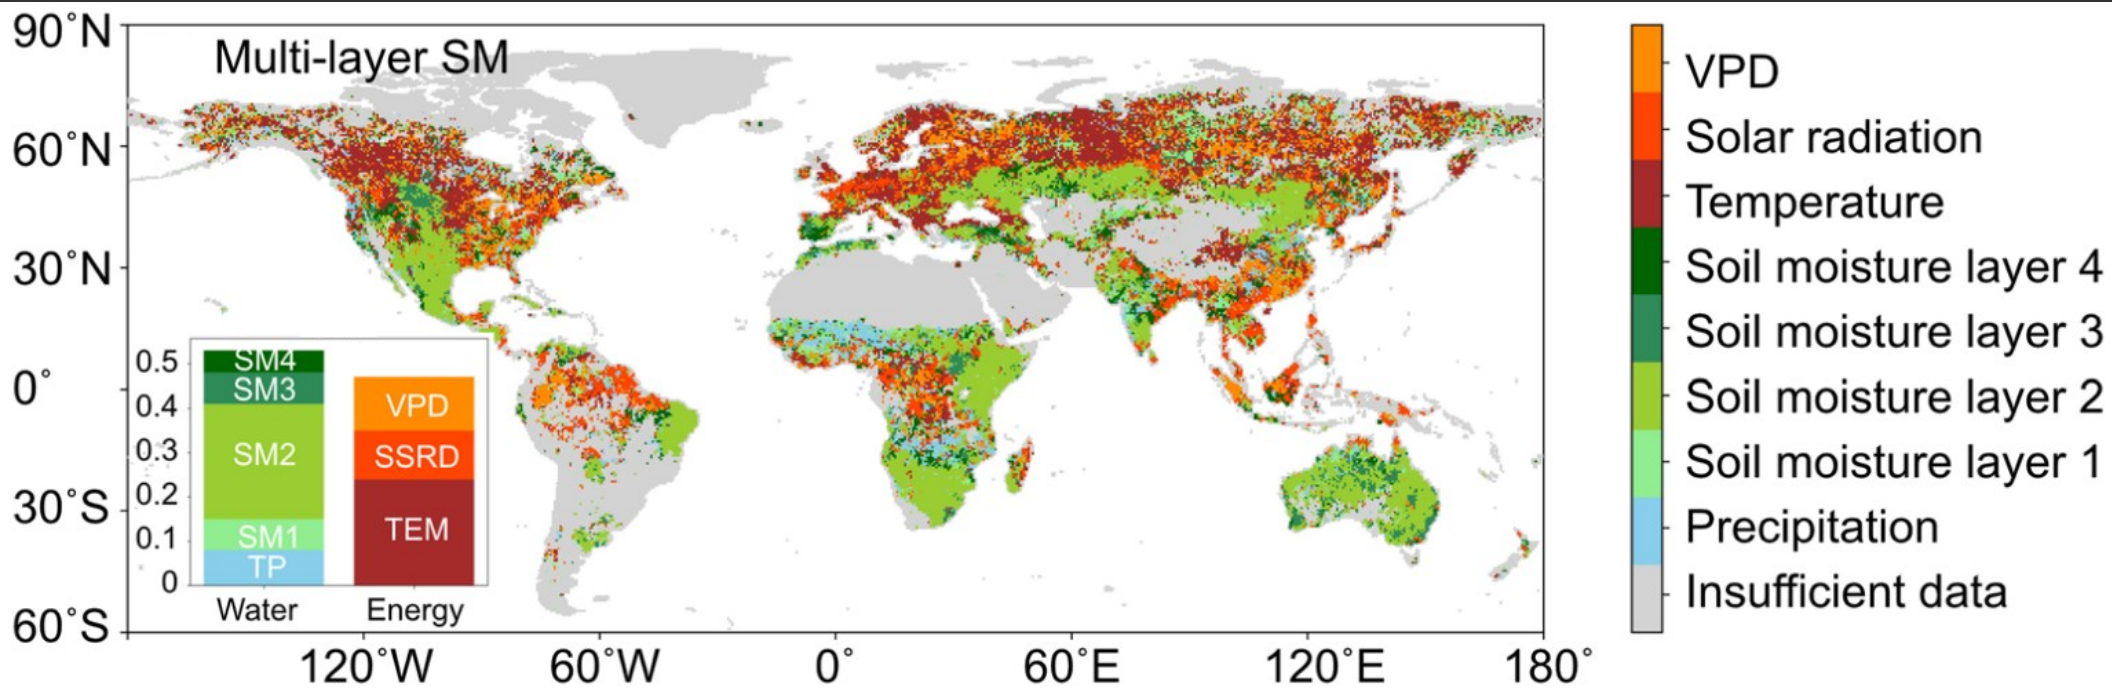 90°N
60°N
30°N
0°
30°S
60°S
Multi-layer SM
0.5
0.4
0.3
0.2
0.1
0
SM4
SM3
SM2
SM1
TP
VPD
SSRD
TEM
Water
Energy
120°W
60°W
0°
60°E
120°E
180°
VPD
Solar radiation
Temperature
Soil moisture layer 4
Soil moisture layer 3
Soil moisture layer 2
Soil moisture layer 1
Precipitation
Insufficient data